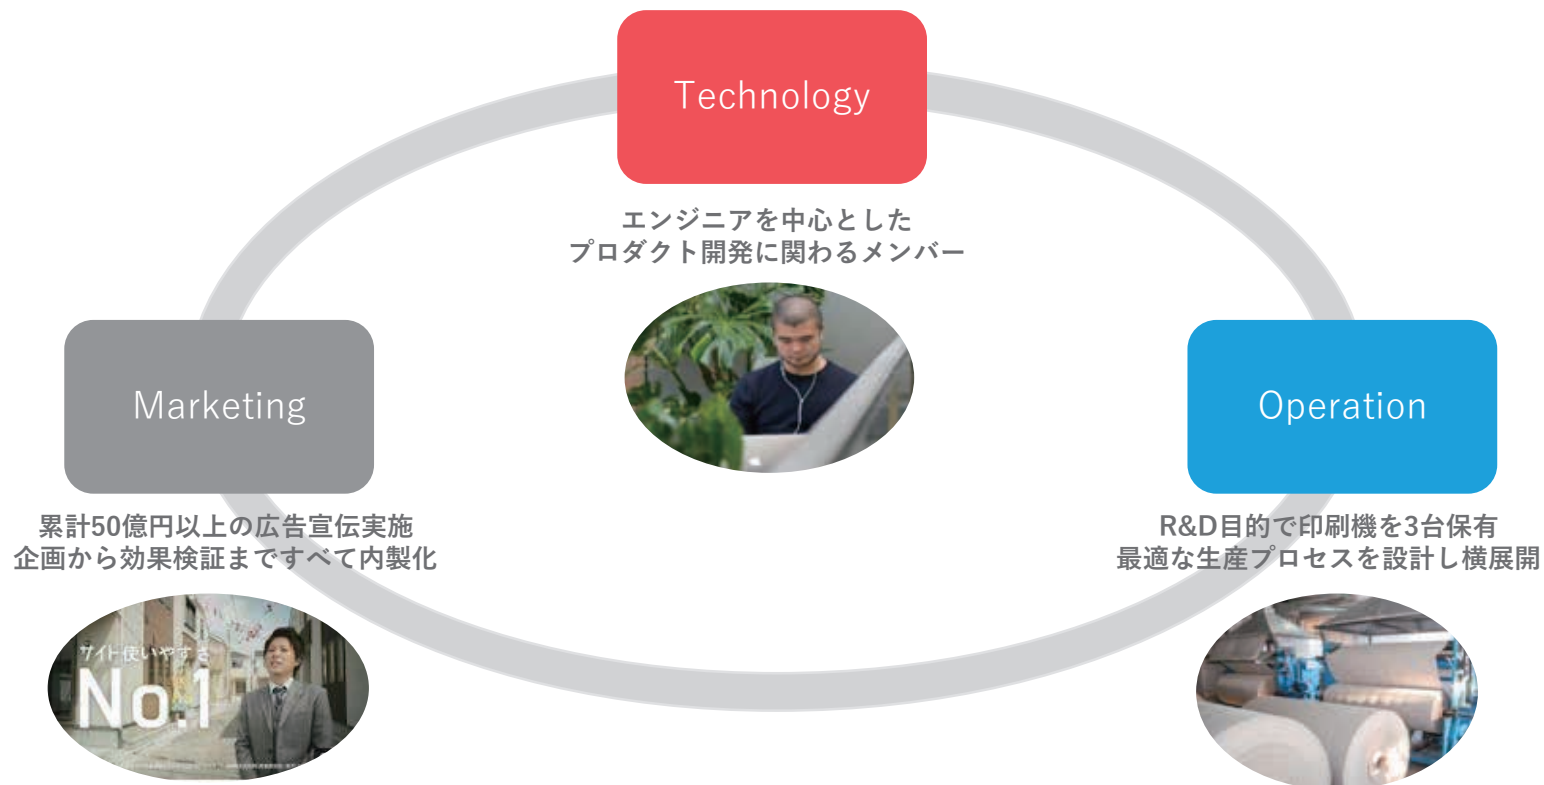 Technology
エンジニアを中心とした
プロダクト開発に関わるメンバー
Marketing
累計50億円以上の広告宣伝実施
企画から効果検証まですべて内製化
サイト使いやすさ
No.1
Operation
R&D目的で印刷機を3台保有
最適な生産プロセスを設計し横展開